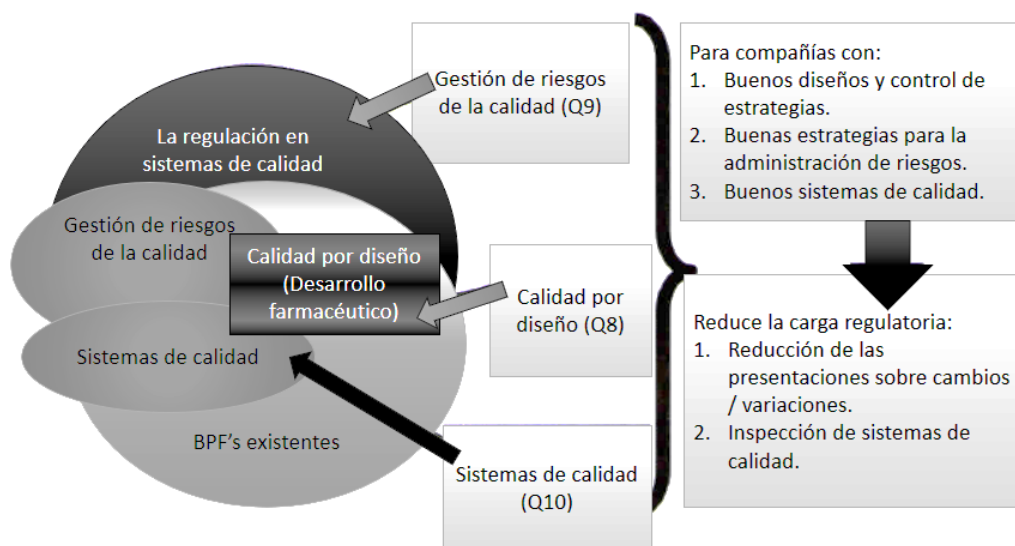 La regulación en
sistemas de calidad
Gestión de riesgos
de la calidad
Calidad por diseño
(Desarrollo
farmacéutico)
Sistemas de calidad
BPF's existentes
Gestión de riesgos
de la calidad (Q9)
Calidad por
diseño (Q8)
Sistemas de calidad
(Q10)
Para compañías con:
1. Buenos diseños y control de
estrategias.
2. Buenas estrategias para la
administración de riesgos.
3. Buenos sistemas de calidad.
Reduce la carga regulatoria:
1. Reducción de las
presentaciones sobre cambios
/ variaciones.
2. Inspección de sistemas de
calidad.